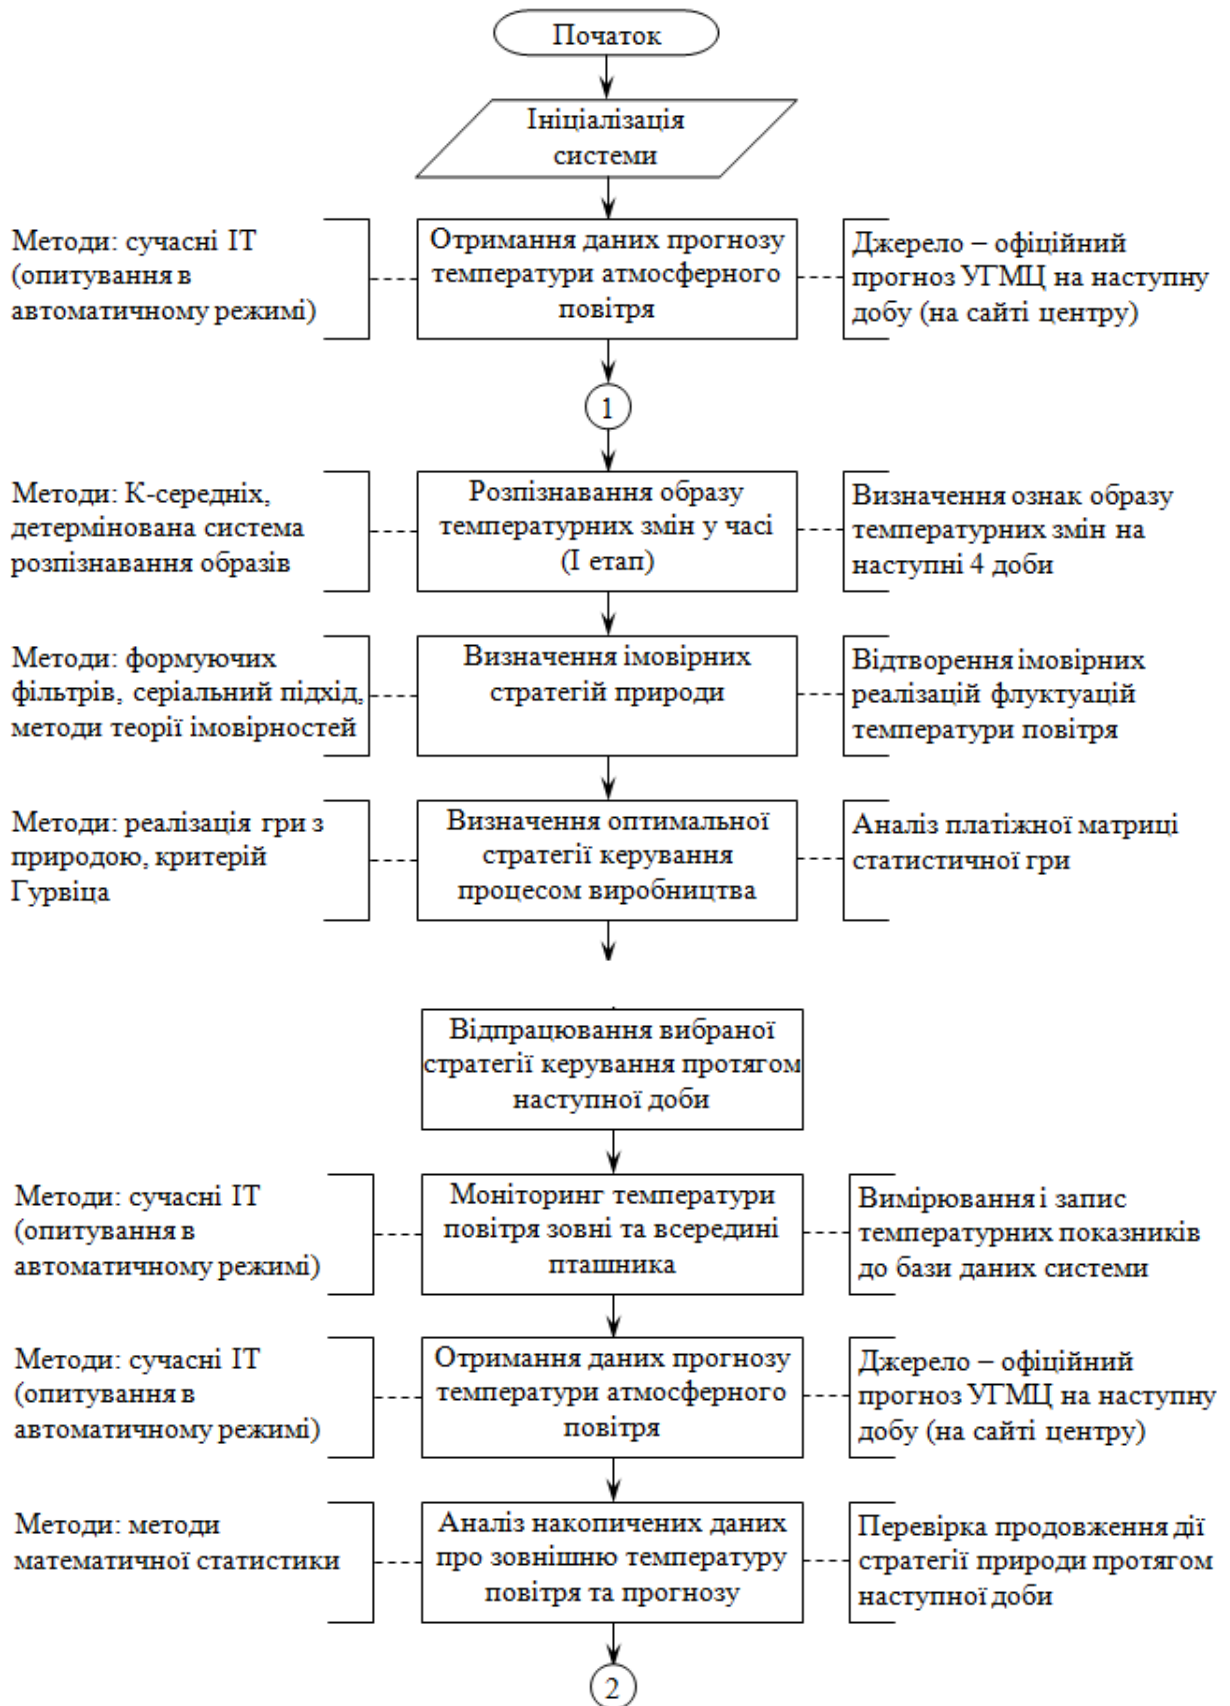 Початок
Ініціалізація
системи
Методи: сучасні ІТ
(опитування в
автоматичному режимі)
Отримання даних прогнозу
температури атмосферного
повітря
Джерело – офіційний
прогноз УГМЦ на наступну
добу (на сайті центру)
1
Методи: К-середніх,
детермінована система
розпізнавання образів
Розпізнавання образу
температурних змін у часі
(І етап)
Визначення ознак образу
температурних змін на
наступні 4 доби
Методи: формуючих
фільтрів, серіальний підхід,
методи теорії імовірностей
Визначення імовірних
стратегій природи
Відтворення імовірних
реалізацій флуктуацій
температури повітря
Методи: реалізація гри з
природою, критерій
Гурвіца
Визначення оптимальної
стратегії керування
процесом виробництва
Аналіз платіжної матриці
статистичної гри
Відпрацювання вибраної
стратегії керування протягом
наступної доби
Методи: сучасні ІТ
(опитування в
автоматичному режимі)
Моніторинг температури
повітря зовні та всередині
пташника
Вимірювання і запис
температурних показників
до бази даних системи
Методи: сучасні ІТ
(опитування в
автоматичному режимі)
Отримання даних прогнозу
температури атмосферного
повітря
Джерело – офіційний
прогноз УГМЦ на наступну
добу (на сайті центру)
Методи: методи
математичної статистики
Аналіз накопичених даних
про зовнішню температуру
повітря та прогнозу
Перевірка продовження дії
стратегії природи протягом
наступної доби
2